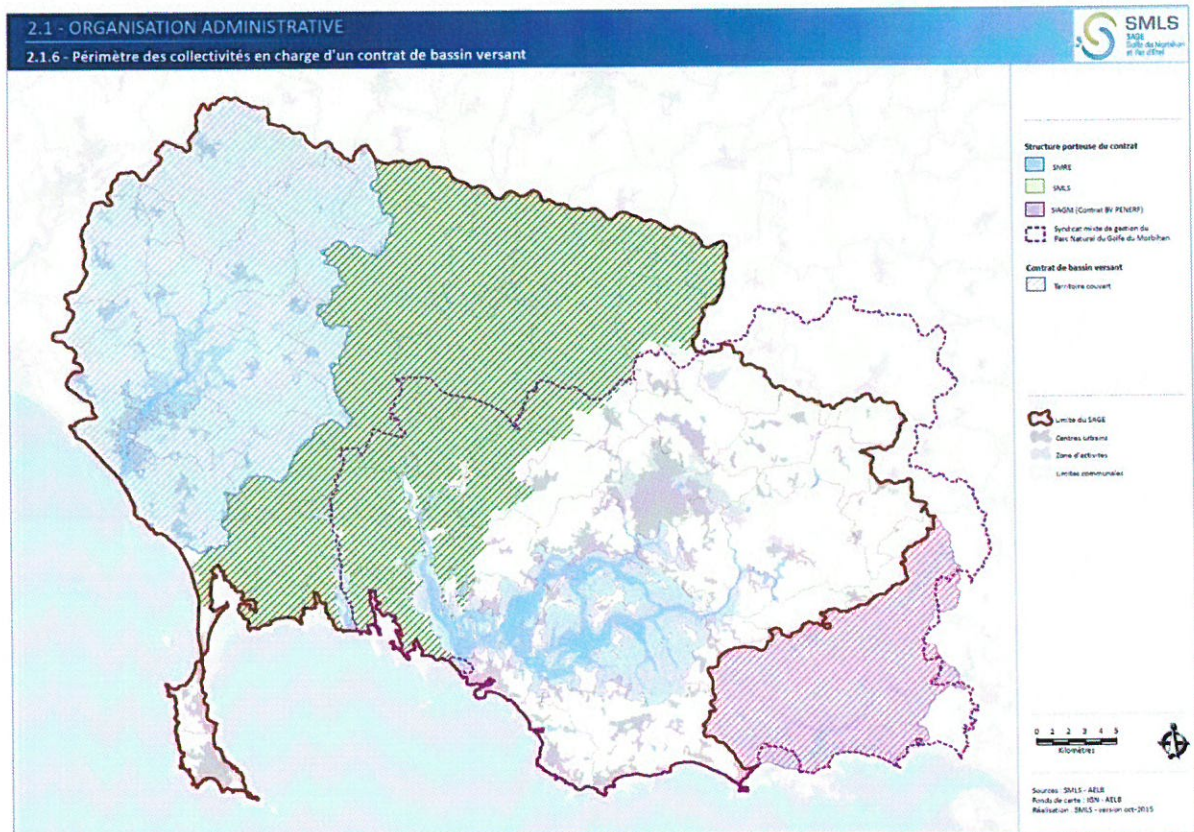 2.1 - ORGANISATION ADMINISTRATIVE
2.1.6 - Périmètre des collectivités en charge d'un contrat de bassin versant
SMLS
SAGE
Golfe du Morbihan
et Ria d'Etel
Structure porteuse de contrat
SMRE
SMLS
SIAGM (Contrat BV PENERF)
Syndicat mixte de gestion du
Parc Naturel du Golfe du Morbihan
Contrat de bassin versant
Territoire couvert
Limite du SAGE
Centres urbains
Zone d'activités
Limites communales
0 1 2 3 4 5
Kilomètres
Sources : SMLS - AELB
Fonds de carte : IGN - AELB
Réalisation : SMLS - version oct-2015